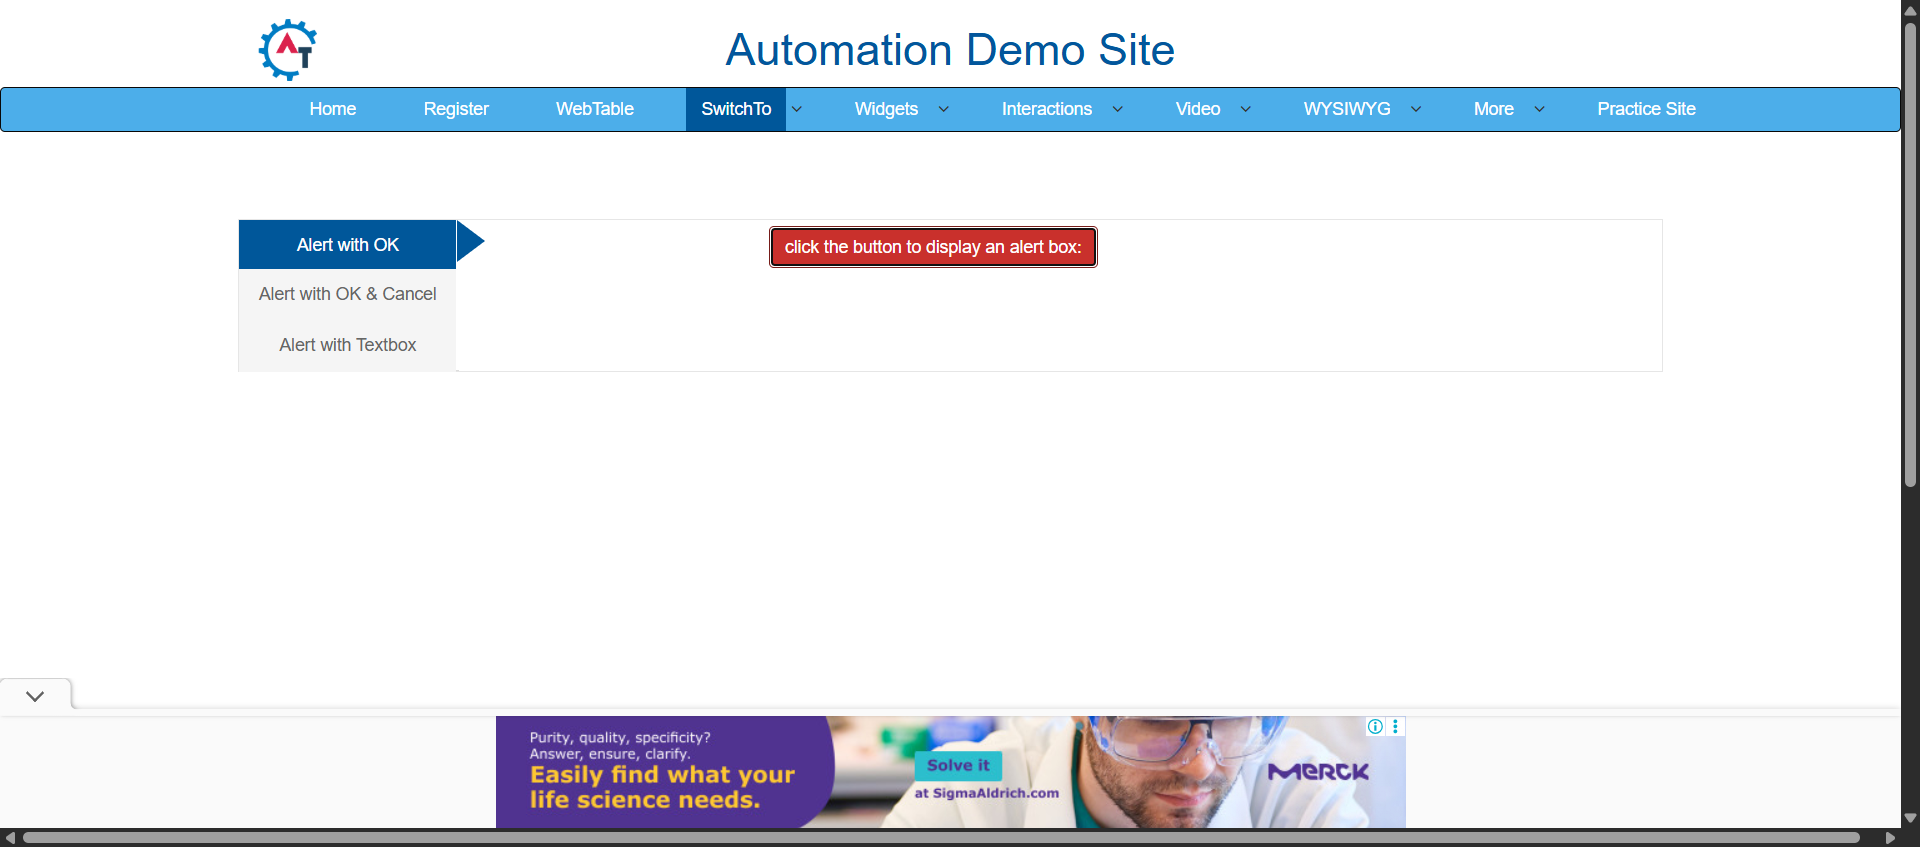 AT
Automation Demo Site
Home Register WebTable SwitchTo Widgets Interactions Video WYSIWYG More Practice Site
Alert with OK
click the button to display an alert box:
Alert with OK & Cancel
Alert with Textbox
Purity, quality, specificity?
Answer, ensure, clarify.
Easily find what your
life science needs.
Solve it
at SigmaAldrich.com
MERCK